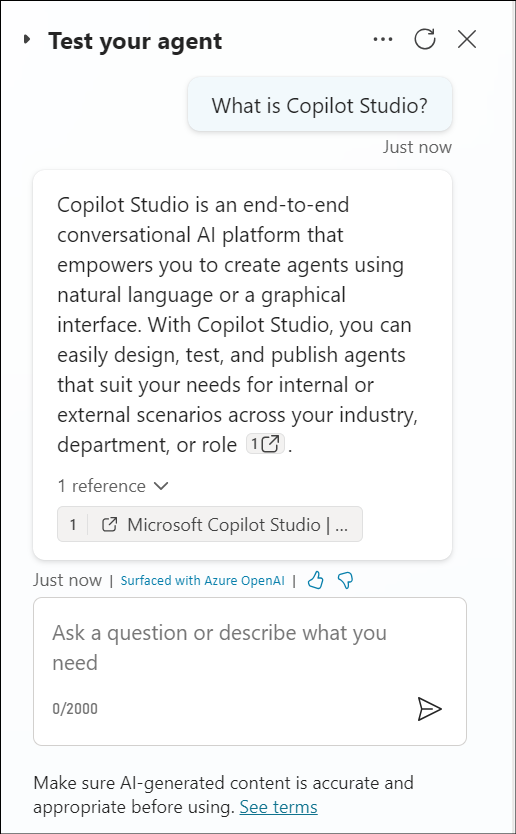 Test your agent
What is Copilot Studio?
Just now
Copilot Studio is an end-to-end
conversational AI platform that
empowers you to create agents using
natural language or a graphical
interface. With Copilot Studio, you can
easily design, test, and publish agents
that suit your needs for internal or
external scenarios across your industry,
department, or role 1.
1 reference
1 Microsoft Copilot Studio | ...
Just now | Surfaced with Azure OpenAI |
Ask a question or describe what you
need
0/2000
Make sure AI-generated content is accurate and
appropriate before using. See terms